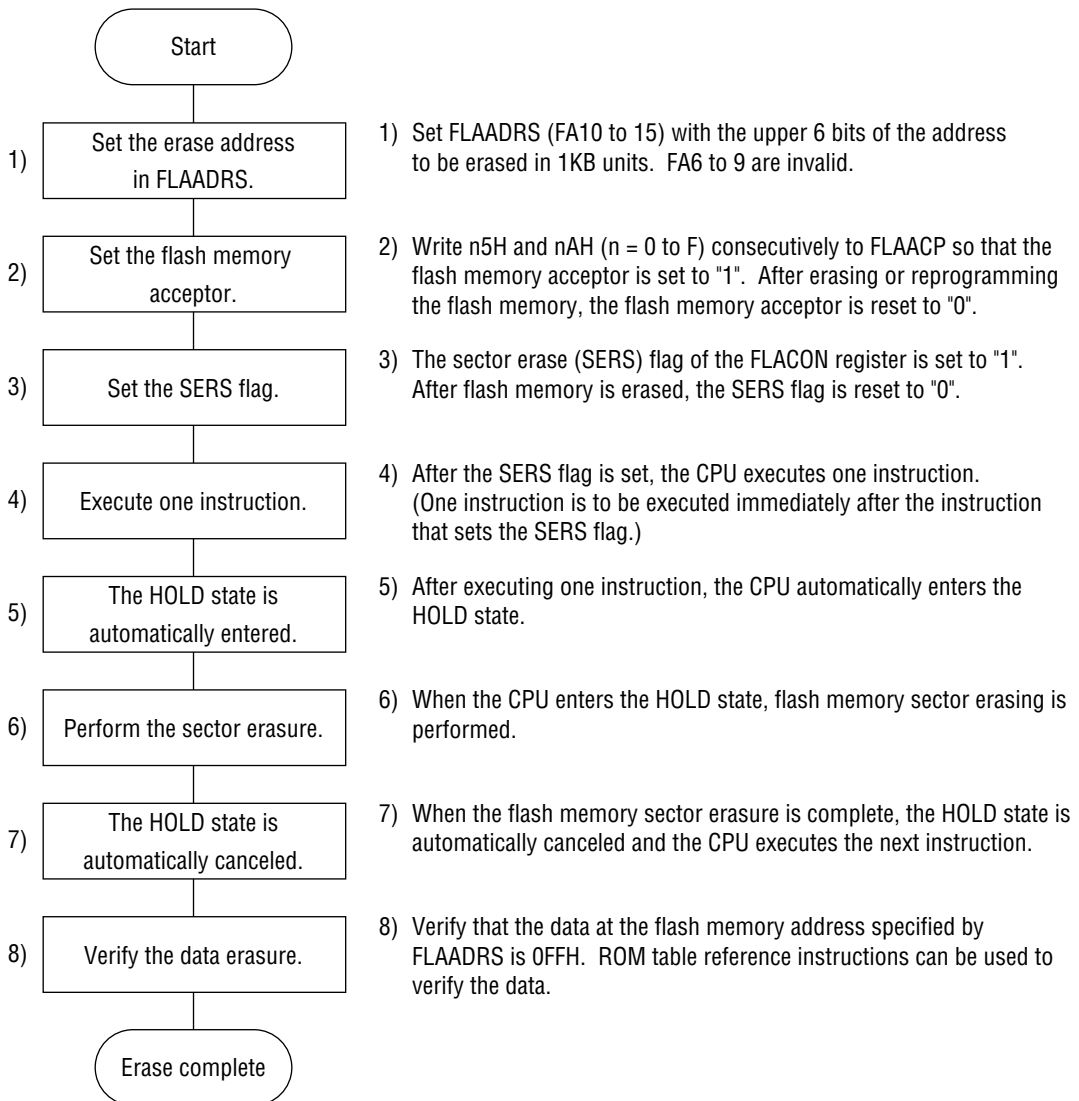 Start
1)
Set the erase address
in FLAADRS.
1) Set FLAADRS (FA10 to 15) with the upper 6 bits of the address
to be erased in 1KB units. FA6 to 9 are invalid.
2)
Set the flash memory
acceptor.
2) Write n5H and nAH (n = 0 to F) consecutively to FLAACP so that the
flash memory acceptor is set to "1". After erasing or reprogramming
the flash memory, the flash memory acceptor is reset to "0".
3)
Set the SERS flag.
3) The sector erase (SERS) flag of the FLACON register is set to "1".
After flash memory is erased, the SERS flag is reset to "0".
4)
Execute one instruction.
4) After the SERS flag is set, the CPU executes one instruction.
(One instruction is to be executed immediately after the instruction
that sets the SERS flag.)
5)
The HOLD state is
automatically entered.
5) After executing one instruction, the CPU automatically enters the
HOLD state.
6)
Perform the sector erasure.
6) When the CPU enters the HOLD state, flash memory sector erasing is
performed.
7)
The HOLD state is
automatically canceled.
7) When the flash memory sector erasure is complete, the HOLD state is
automatically canceled and the CPU executes the next instruction.
8)
Verify the data erasure.
8) Verify that the data at the flash memory address specified by
FLAADRS is 0FFH. ROM table reference instructions can be used to
verify the data.
Erase complete